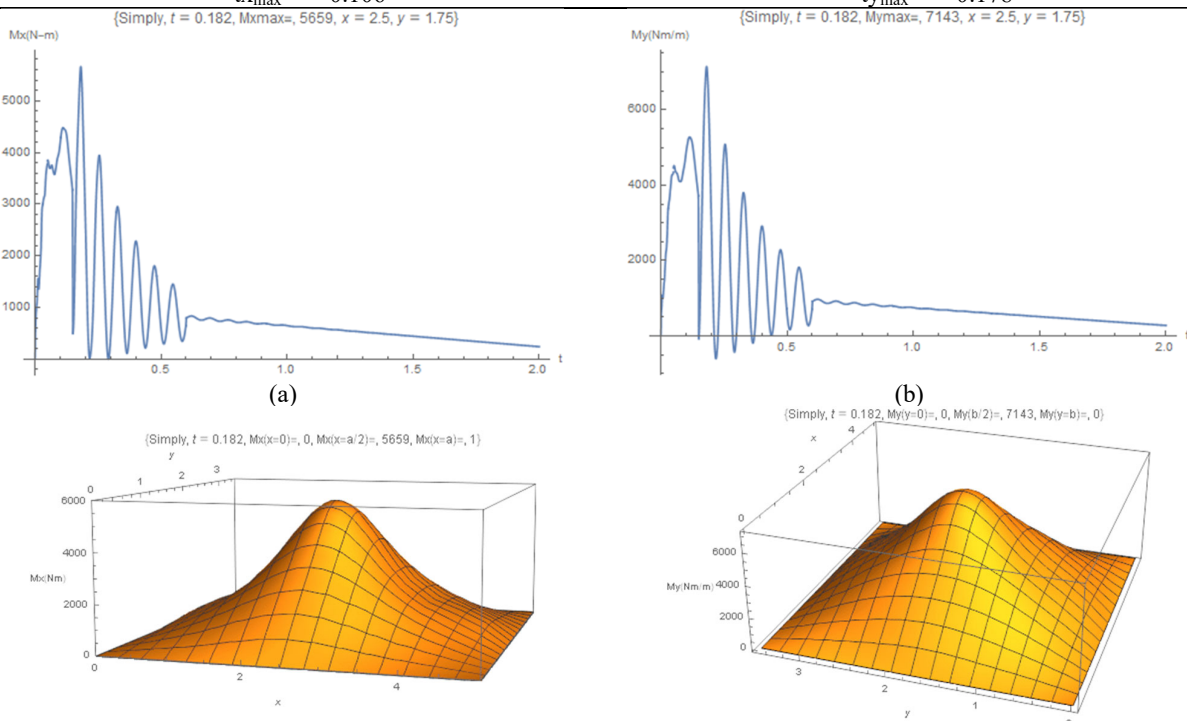 {Simply, t = 0.182, Mxmax=, 5659, x = 2.5, y = 1.75}
Mx(N-m)
5000
4000
3000
2000
1000
0.5 1.0 1.5 2.0 t
(a)
{Simply, t = 0.182, Mymax=, 7143, x = 2.5, y = 1.75}
My(Nm/m)
6000
4000
2000
0.5 1.0 1.5 2.0 t
(b)
{Simply, t = 0.182, Mx(x=0)=, 0, Mx(x=a/2)=, 5659, Mx(x=a)=, 1}
y
0 1 2 3
6000
4000
Mx(Nm)
2000
0
0 2 4
x
{Simply, t = 0.182, My(y=0)=, 0, My(b/2)=, 7143, My(y=b)=, 0}
x
4
2
0
6000
My(Nm/m) 4000
2000
0
3 2 1
y